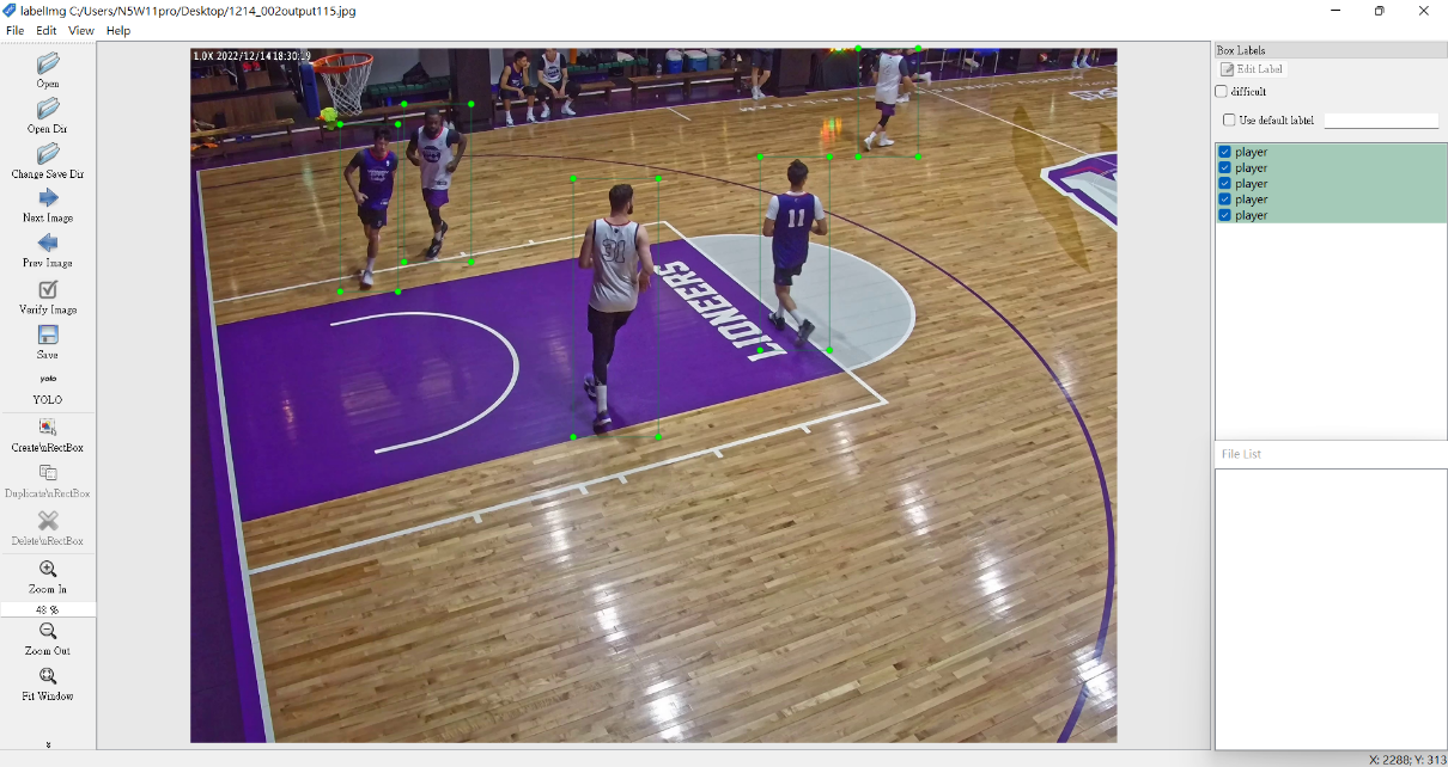 labelImg C:/Users/N5W11pro/Desktop/1214_002output115.jpg
File Edit View Help
Open
Open Dir
Change Save Dir
Next Image
Prev Image
Verify Image
Save
yolo
YOLO
Create\nRectBox
Duplicate\nRectBox
Delete\nRectBox
Zoom In
48 %
Zoom Out
Fit Window
1.0X 2022/12/14 18:30:19
31
11
LIONEERS
Box Labels
Edit Label
difficult
Use default label
player
player
player
player
player
File List
X: 2288; Y: 313